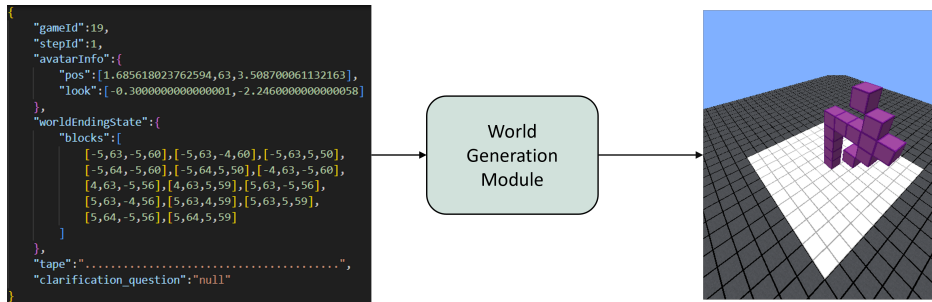 {
"gameId":19,
"stepId":1,
"avatarInfo":{
"pos":[1.685618023762594,63,3.508700061132163],
"look":[-0.3000000000000001,-2.2460000000000058]
},
"worldEndingState":{
"blocks":[
[-5,63,-5,60],[-5,63,-4,60],[-5,63,5,50],
[-5,64,-5,60],[-5,64,5,50],[-4,63,-5,60],
[4,63,-5,56],[4,63,5,59],[5,63,-5,56],
[5,63,-4,56],[5,63,4,59],[5,63,5,59],
[5,64,-5,56],[5,64,5,59]
]
},
"tape":".......................................",
"clarification_question":"null"
}
World
Generation
Module